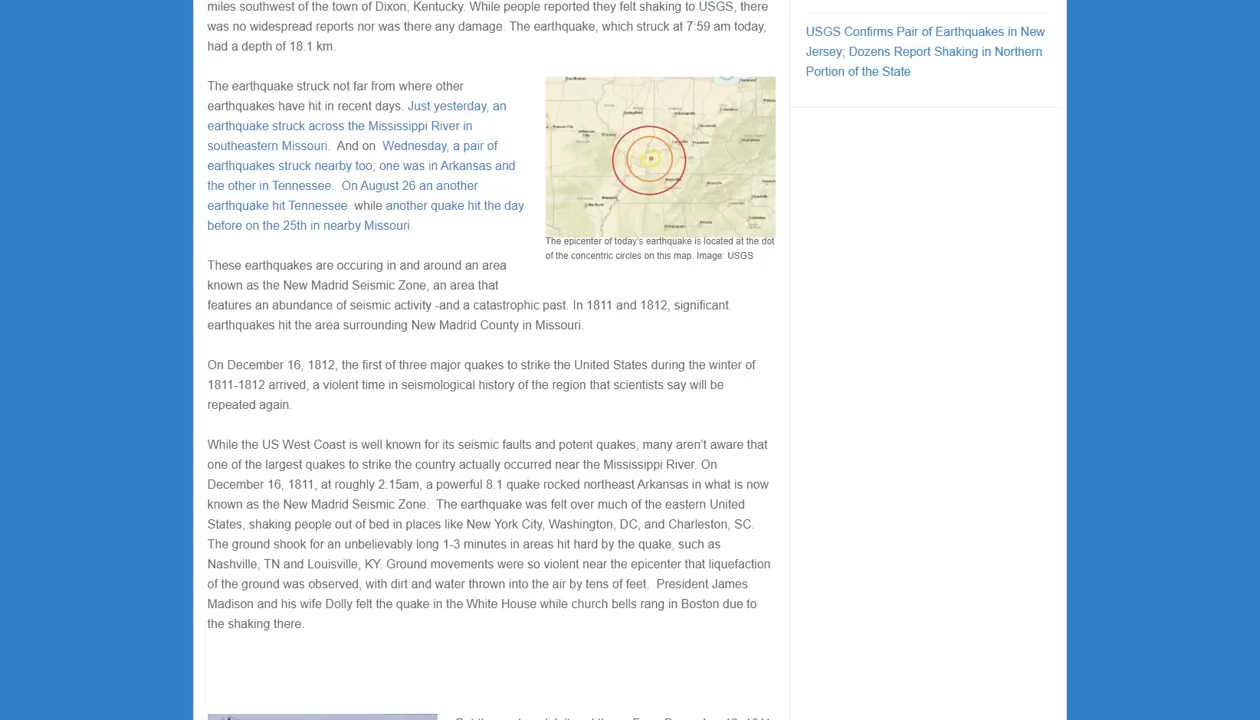 miles southwest of the town of Dixon, Kentucky. While people reported they felt shaking to USGS, there
was no widespread reports nor was there any damage. The earthquake, which struck at 7:59 am today,
had a depth of 18.1 km.
The earthquake struck not far from where other
earthquakes have hit in recent days. Just yesterday, an
earthquake struck across the Mississippi River in
southeastern Missouri.  And on  Wednesday, a pair of
earthquakes struck nearby too; one was in Arkansas and
the other in Tennessee.  On August 26 an another
earthquake hit Tennessee  while another quake hit the day
before on the 25th in nearby Missouri.
The epicenter of today's earthquake is located at the dot
of the concentric circles on this map. Image: USGS
These earthquakes are occuring in and around an area
known as the New Madrid Seismic Zone, an area that
features an abundance of seismic activity -and a catastrophic past. In 1811 and 1812, significant
earthquakes hit the area surrounding New Madrid County in Missouri.
On December 16, 1812, the first of three major quakes to strike the United States during the winter of
1811-1812 arrived, a violent time in seismological history of the region that scientists say will be
repeated again.
While the US West Coast is well known for its seismic faults and potent quakes, many aren't aware that
one of the largest quakes to strike the country actually occurred near the Mississippi River. On
December 16, 1811, at roughly 2:15am, a powerful 8.1 quake rocked northeast Arkansas in what is now
known as the New Madrid Seismic Zone.  The earthquake was felt over much of the eastern United
States, shaking people out of bed in places like New York City, Washington, DC, and Charleston, SC.
The ground shook for an unbelievably long 1-3 minutes in areas hit hard by the quake, such as
Nashville, TN and Louisville, KY. Ground movements were so violent near the epicenter that liquefaction
of the ground was observed, with dirt and water thrown into the air by tens of feet.  President James
Madison and his wife Dolly felt the quake in the White House while church bells rang in Boston due to
the shaking there.
USGS Confirms Pair of Earthquakes in New
Jersey; Dozens Report Shaking in Northern
Portion of the State